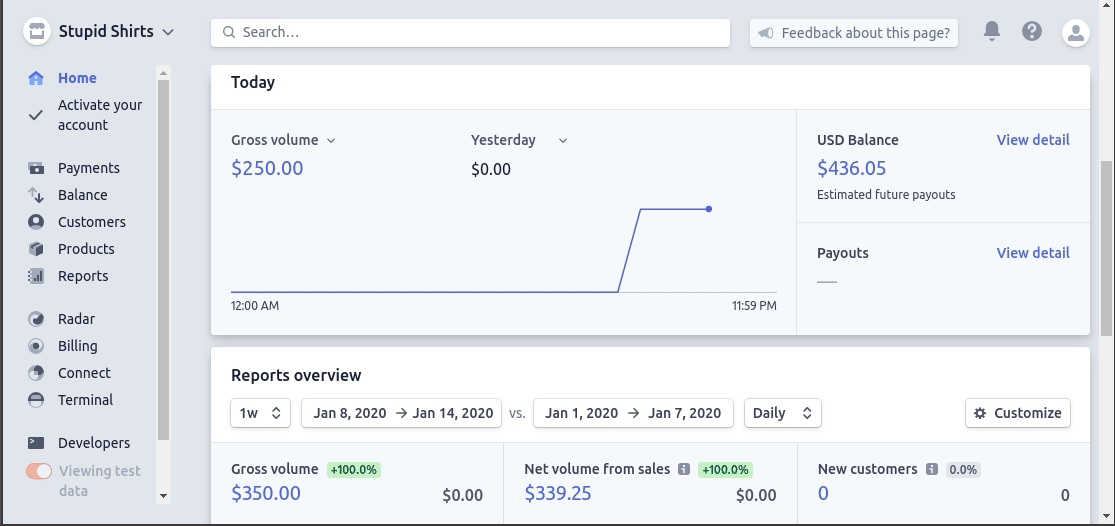 Stupid Shirts
Search...
Feedback about this page?
Home
Activate your
account
Payments
Balance
Customers
Products
Reports
Radar
Billing
Connect
Terminal
Developers
Viewing test
data
Today
Gross volume
Yesterday
$250.00
$0.00
12:00 AM
11:59 PM
USD Balance View detail
$436.05
Estimated future payouts
Payouts View detail
—
Reports overview
1w Jan 8, 2020 → Jan 14, 2020 vs. Jan 1, 2020 → Jan 7, 2020 Daily Customize
Gross volume +100.0%
$350.00 $0.00
Net volume from sales +100.0%
$339.25 $0.00
New customers 0.0%
0 0